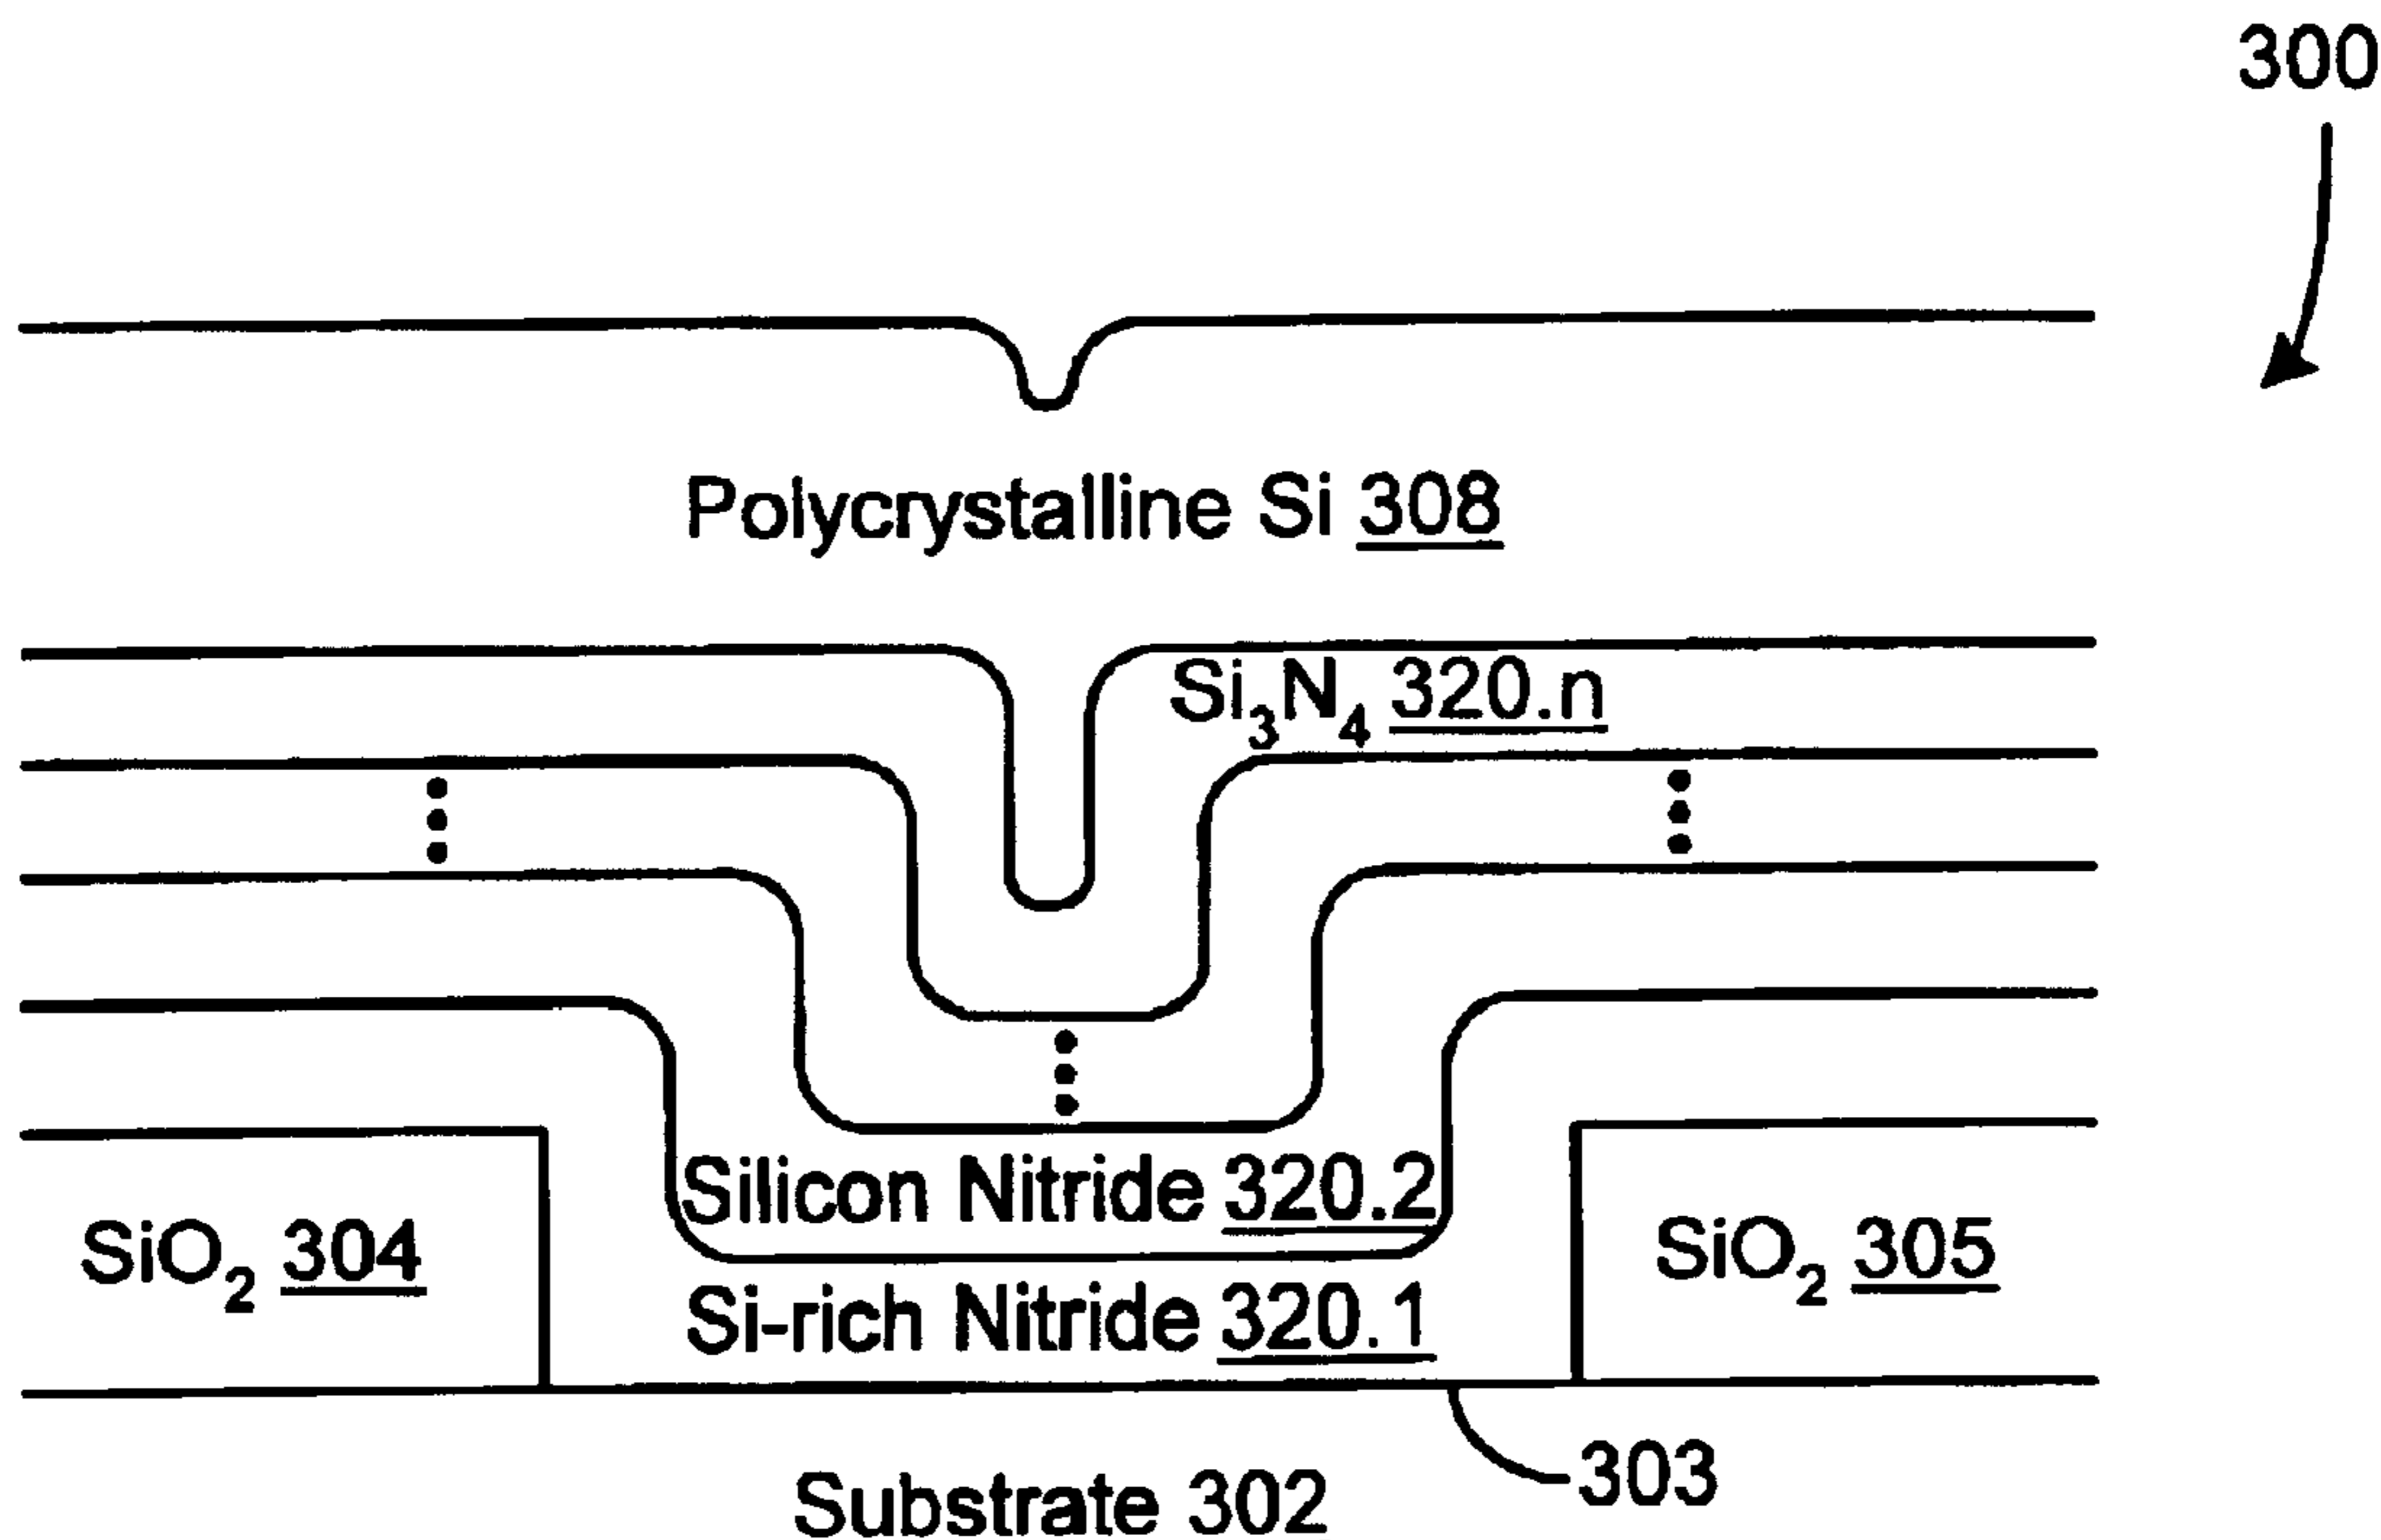 300
Polycrystalline Si 308
Si₃N₄ 320.n
Silicon Nitride 320.2
SiO₂ 304
SiO₂ 305
Si-rich Nitride 320.1
303
Substrate 302